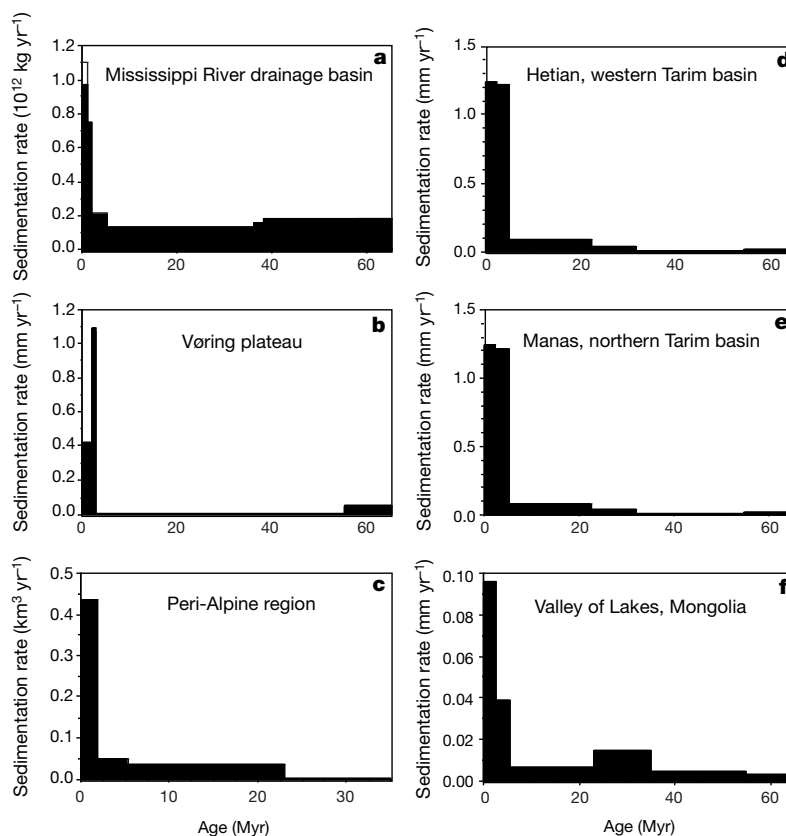 a
Mississippi River drainage basin
Sedimentation rate (10¹² kg yr⁻¹)
1.2
1.0
0.8
0.6
0.4
0.2
0.0
0 20 40 60
d
Hetian, western Tarim basin
Sedimentation rate (mm yr⁻¹)
1.5
1.0
0.5
0.0
0 20 40 60
b
Vøring plateau
Sedimentation rate (mm yr⁻¹)
1.2
1.0
0.8
0.6
0.4
0.2
0.0
0 20 40 60
e
Manas, northern Tarim basin
Sedimentation rate (mm yr⁻¹)
1.5
1.0
0.5
0.0
0 20 40 60
c
Peri-Alpine region
Sedimentation rate (km³ yr⁻¹)
0.5
0.4
0.3
0.2
0.1
0.0
0 10 20 30
Age (Myr)
f
Valley of Lakes, Mongolia
Sedimentation rate (mm yr⁻¹)
0.10
0.08
0.06
0.04
0.02
0.00
0 20 40 60
Age (Myr)